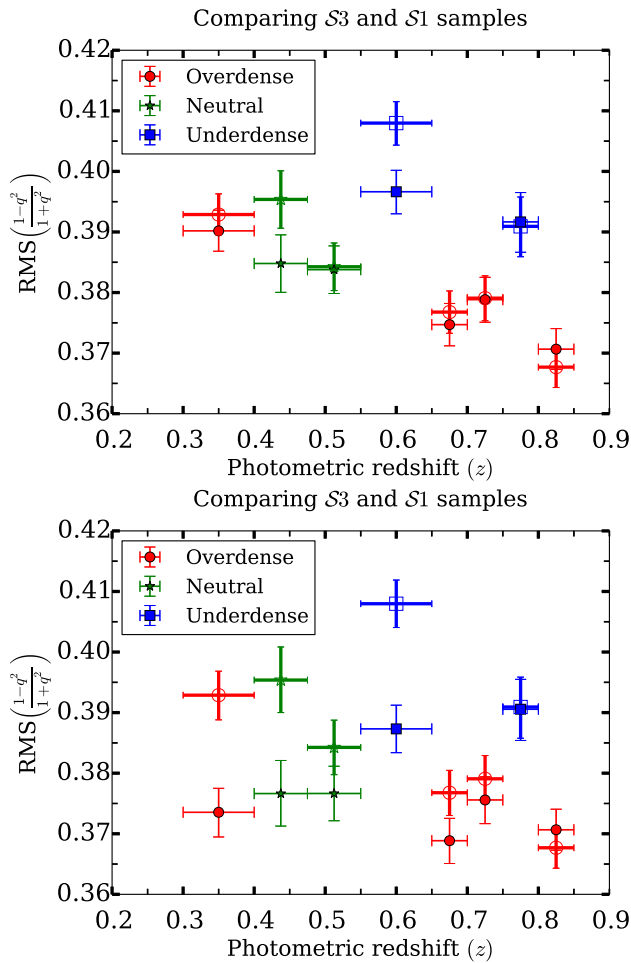 Comparing 𝒮3 and 𝒮1 samples
0.42
0.41
0.40
0.39
0.38
0.37
0.36
RMS(1-q²/1+q²)
Overdense
Neutral
Underdense
0.2 0.3 0.4 0.5 0.6 0.7 0.8 0.9
Photometric redshift (z)
Comparing 𝒮3 and 𝒮1 samples
0.42
0.41
0.40
0.39
0.38
0.37
0.36
RMS(1-q²/1+q²)
Overdense
Neutral
Underdense
0.2 0.3 0.4 0.5 0.6 0.7 0.8 0.9
Photometric redshift (z)